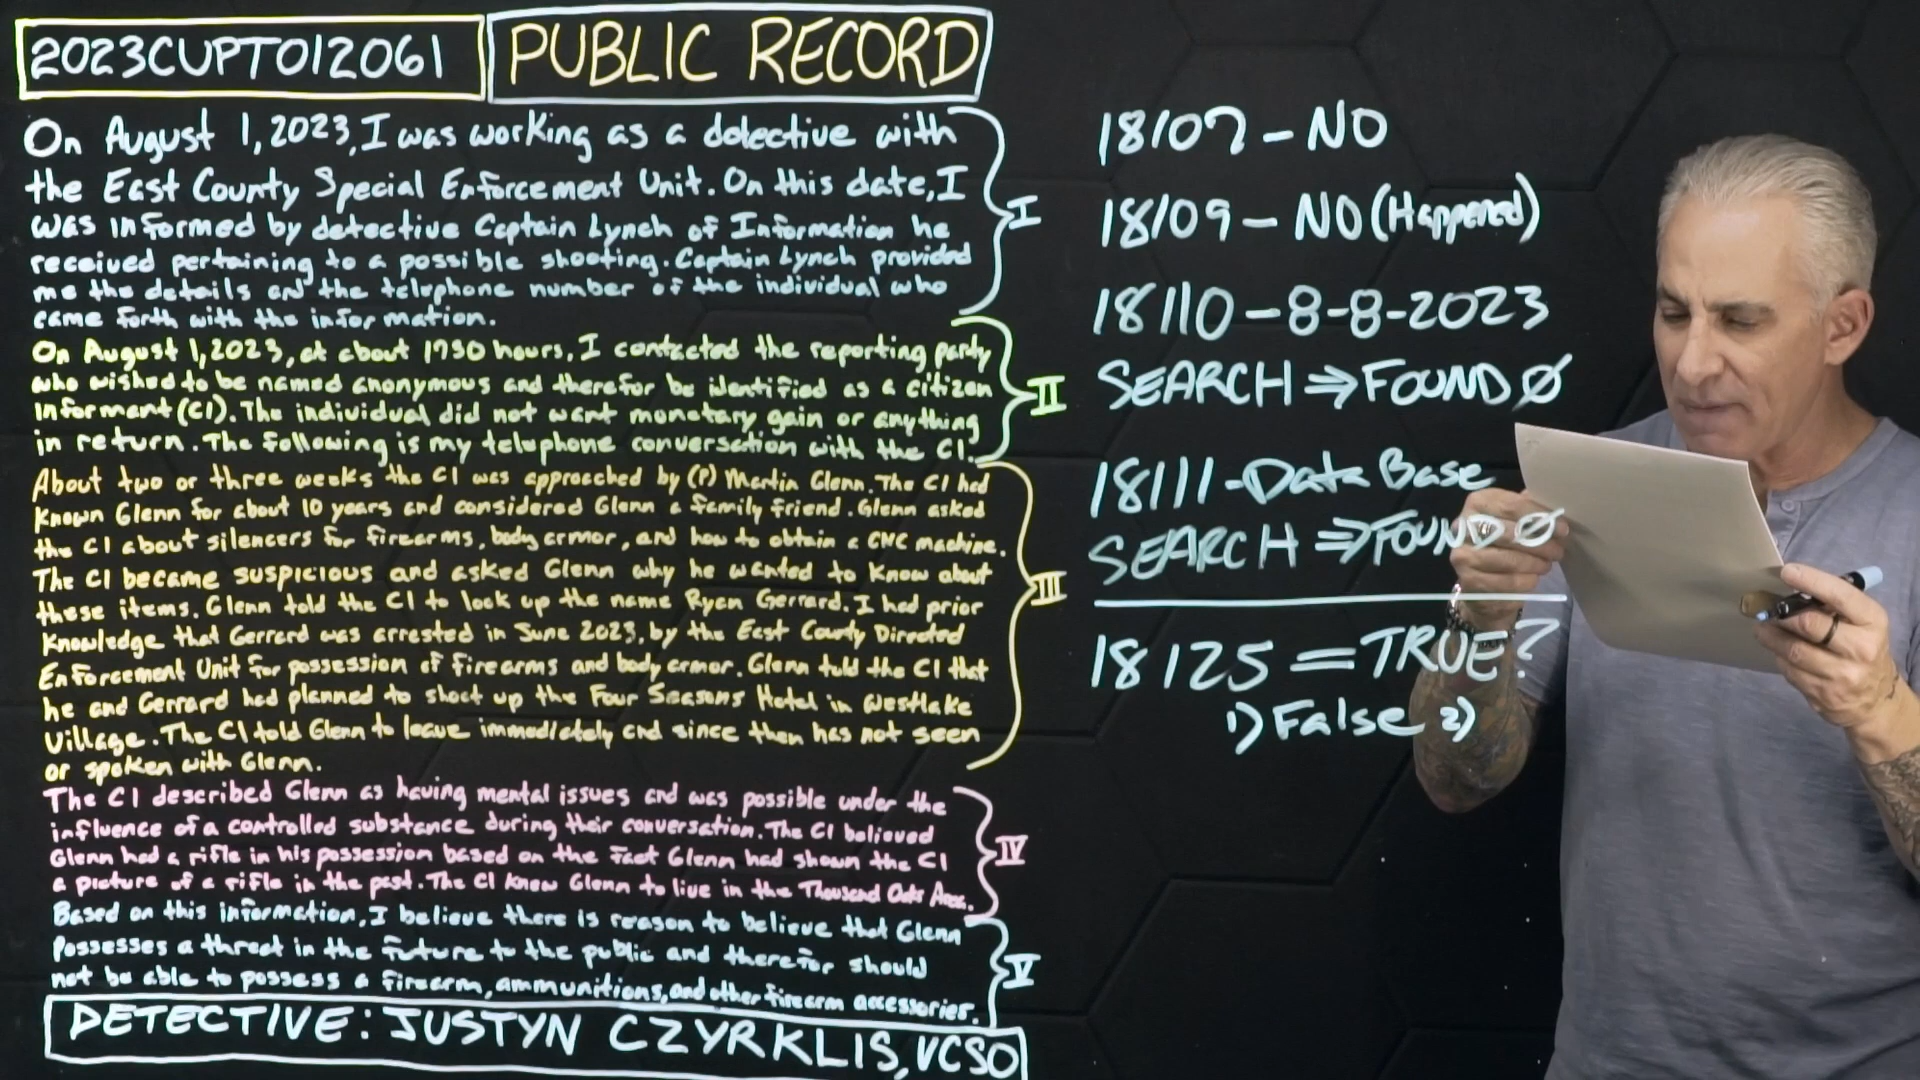 2023CUPT012061
PUBLIC RECORD
On August 1, 2023, I was working as a detective with
the East County Special Enforcement Unit. On this date, I
was informed by detective Captain Lynch of Information he
received pertaining to a possible shooting. Captain Lynch provided
me the details and the telephone number of the individual who
came forth with the information.
I
On August 1, 2023, at about 1730 hours, I contacted the reporting party
who wished to be named anonymous and therefor be identified as a citizen
informant (CI). The individual did not want monetary gain or anything
in return. The following is my telephone conversation with the CI.
II
About two or three weeks the CI was approached by (P) Martin Glenn. The CI had
known Glenn for about 10 years and considered Glenn a family friend. Glenn asked
the CI about silencers for firearms, body armor, and how to obtain a CNC machine.
The CI became suspicious and asked Glenn why he wanted to know about
these items. Glenn told the CI to look up the name Ryan Gerrard. I had prior
knowledge that Gerrard was arrested in June 2023, by the East County Directed
Enforcement Unit for possession of firearms and body armor. Glenn told the CI that
he and Gerrard had planned to shoot up the Four Seasons Hotel in Westlake
Village. The CI told Glenn to leave immediately and since then has not seen
or spoken with Glenn.
III
The CI described Glenn as having mental issues and was possible under the
influence of a controlled substance during their conversation. The CI believed
Glenn had a rifle in his possession based on the fact Glenn had shown the CI
a picture of a rifle in the past. The CI knew Glenn to live in the Thousand Oaks Area.
IV
Based on this information, I believe there is reason to believe that Glenn
possesses a threat in the future to the public and therefor should
not be able to possess a firearm, ammunitions, and other firearm accessories.
V
DETECTIVE: JUSTYN CZYRKLIS, VCSO
18107 - NO
18109 - NO (Happened)
18110 - 8-8-2023
SEARCH ⇒ FOUND Ø
18111 - Data Base
SEARCH ⇒ FOUND Ø
18125 = TRUE?
1) False 2)